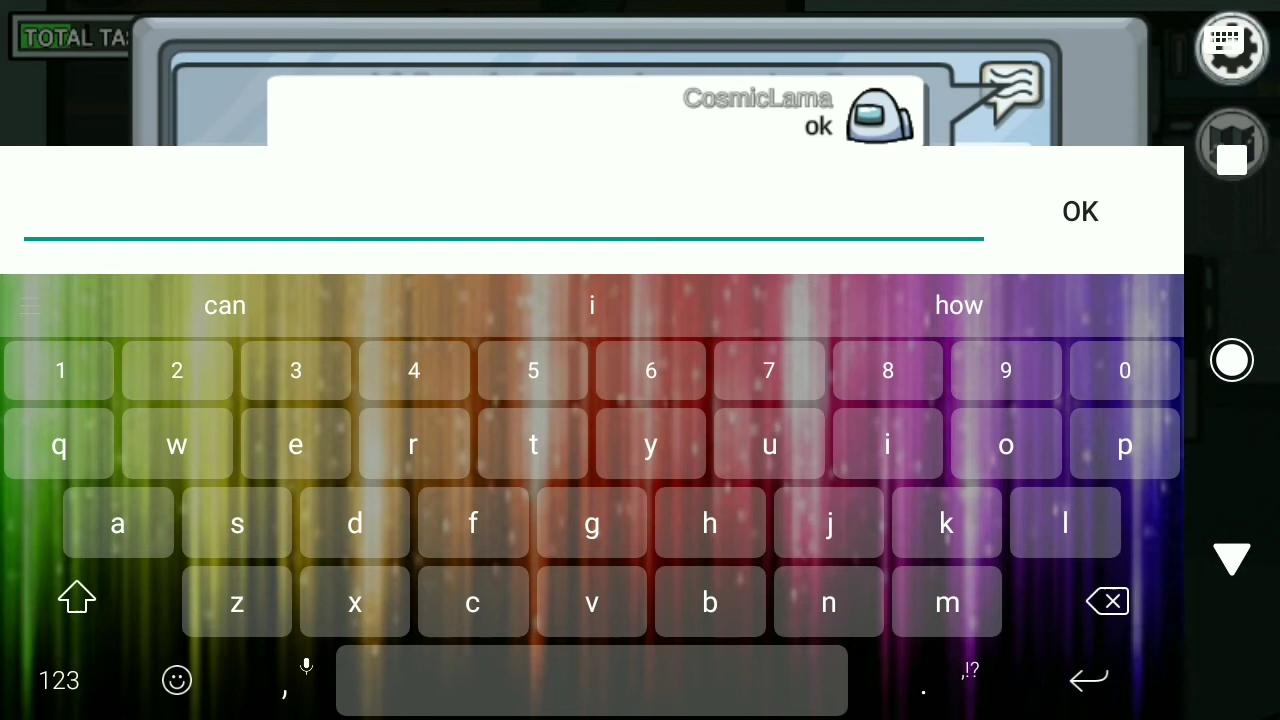 TOTAL TA
CosmicLama
ok
OK
can i how
1 2 3 4 5 6 7 8 9 0
q w e r t y u i o p
a s d f g h j k l
z x c v b n m
123 , . ,!?